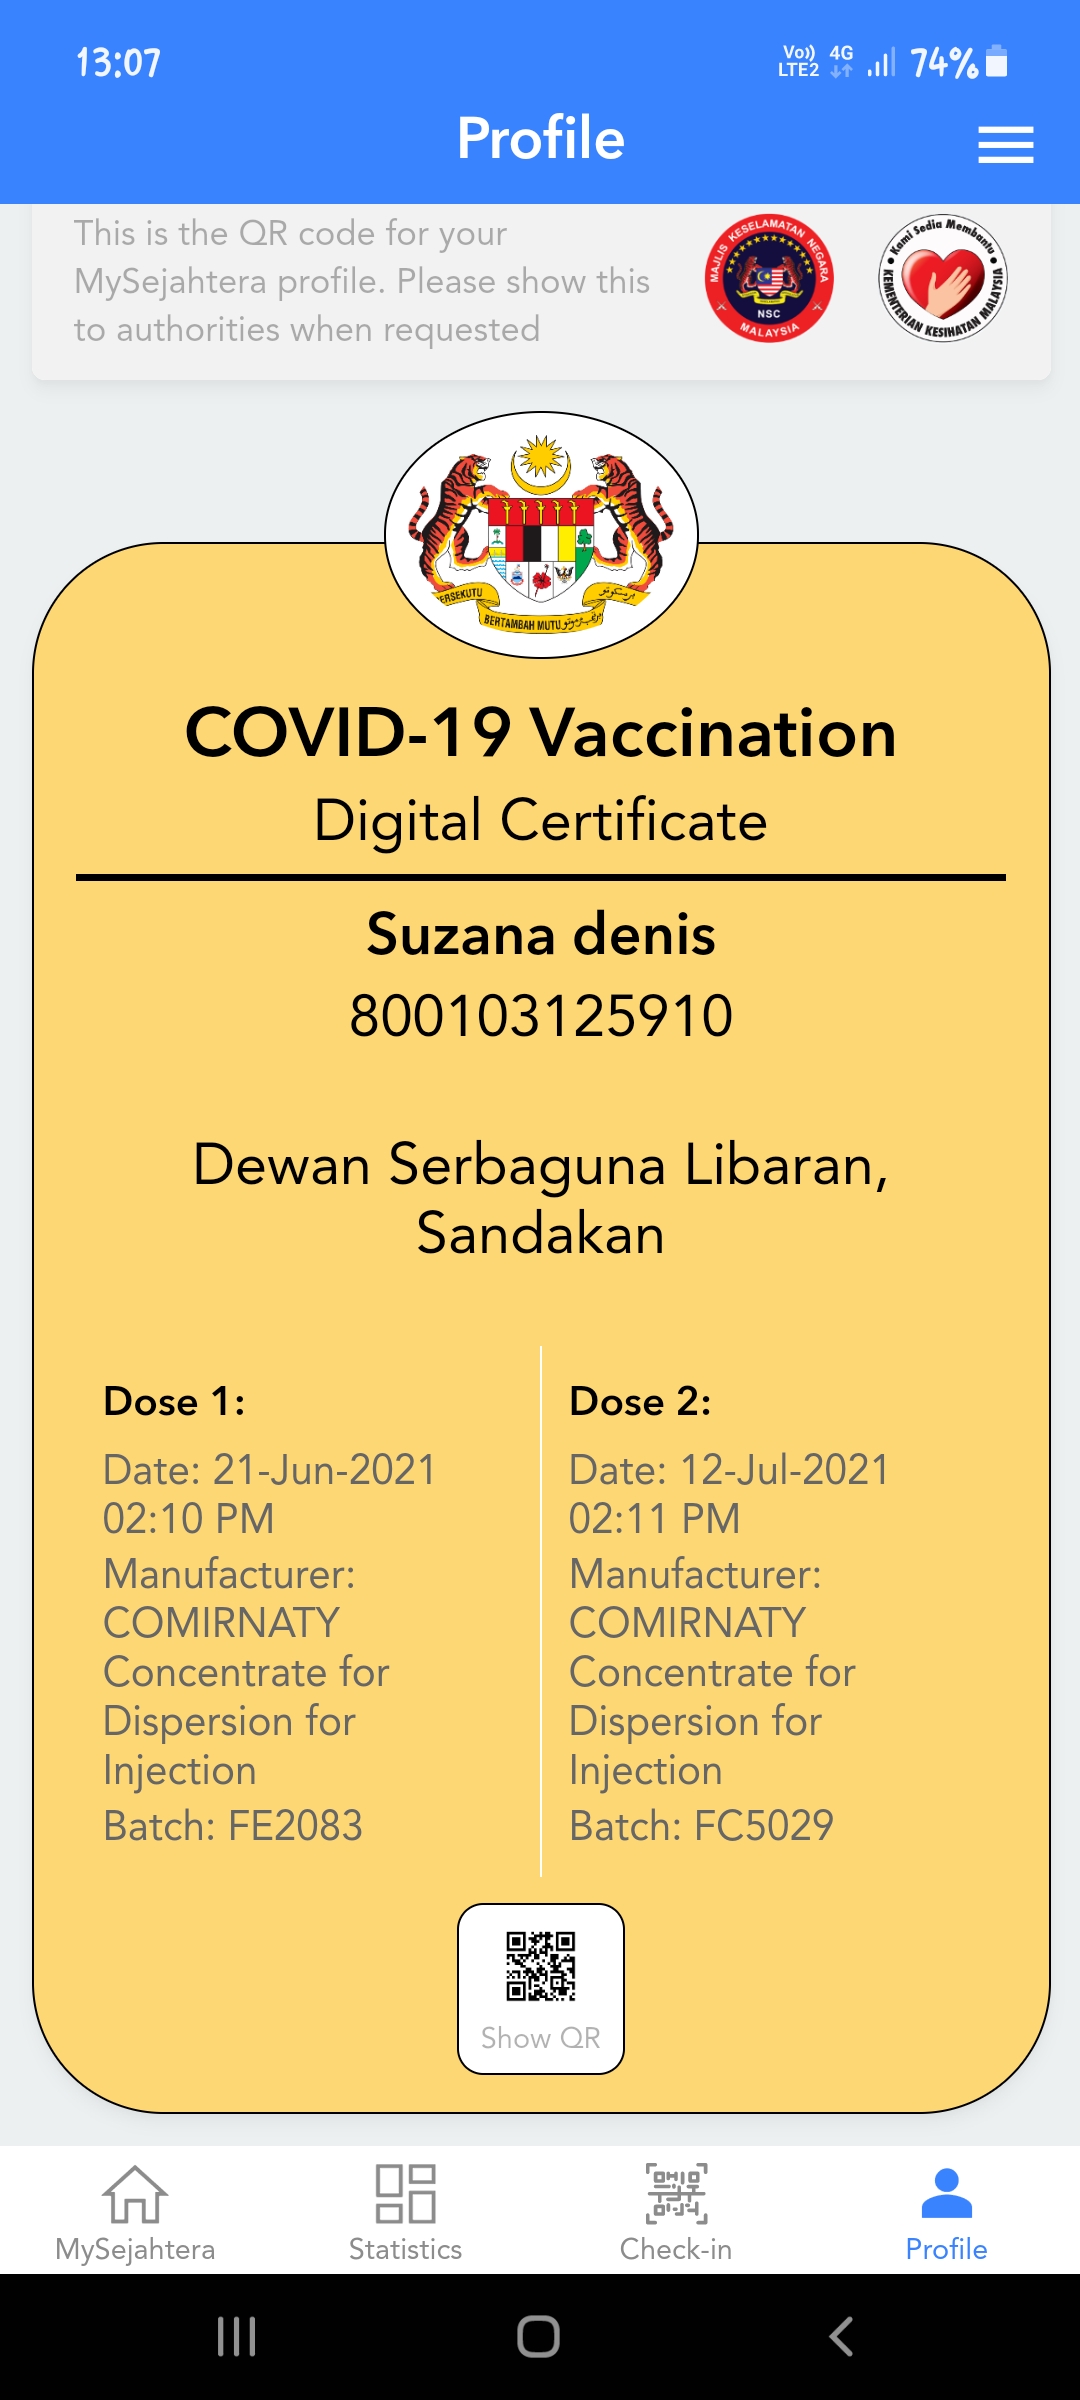 13:07
Vo)) 4G
LTE2
74%
Profile
This is the QR code for your
MySejahtera profile. Please show this
to authorities when requested
MAJLIS KESELAMATAN NEGARA
NSC
MALAYSIA
Kami Sedia Membantu
KEMENTERIAN KESIHATAN MALAYSIA
ERSEKUTU
برسكوتو
BERTAMBAH MUTU
COVID-19 Vaccination
Digital Certificate
Suzana denis
800103125910
Dewan Serbaguna Libaran,
Sandakan
Dose 1:
Date: 21-Jun-2021
02:10 PM
Manufacturer:
COMIRNATY
Concentrate for
Dispersion for
Injection
Batch: FE2083
Dose 2:
Date: 12-Jul-2021
02:11 PM
Manufacturer:
COMIRNATY
Concentrate for
Dispersion for
Injection
Batch: FC5029
Show QR
MySejahtera
Statistics
Check-in
Profile